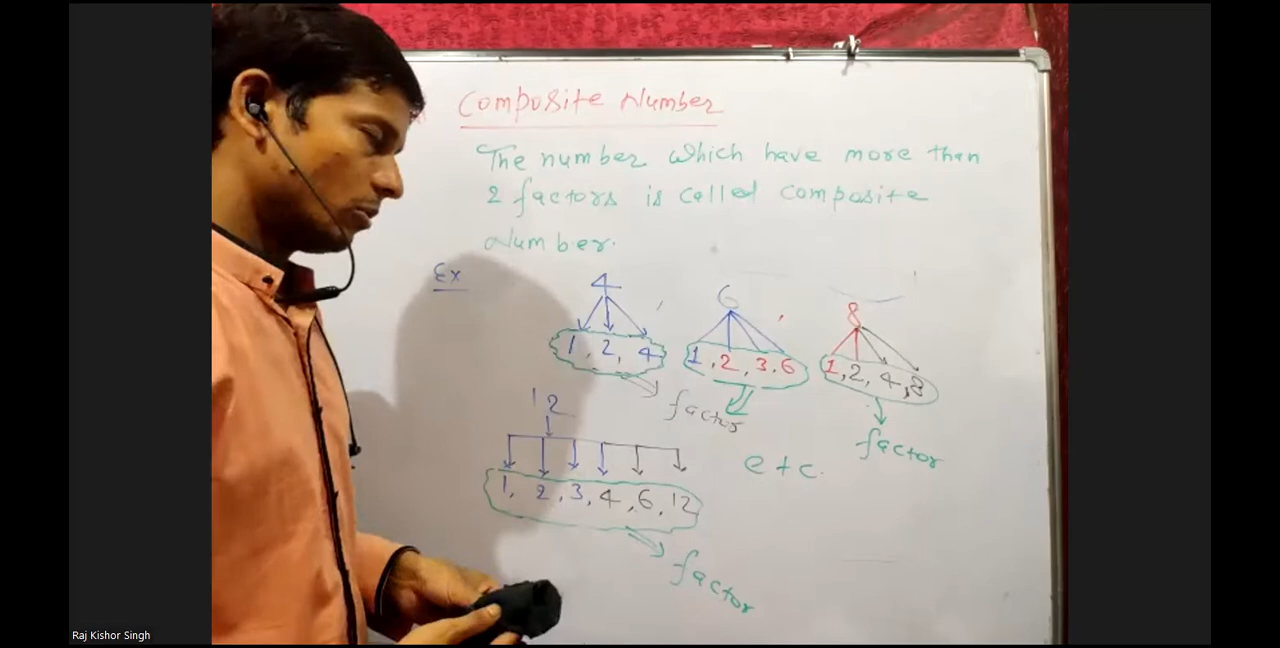 Composite Number
The number which have more than
2 factors is called composite
Number.
Ex
4
1, 2, 4
factor
6
1, 2, 3, 6
8
1, 2, 4, 8
factor
12
1, 2, 3, 4, 6, 12
factor
etc.
Raj Kishor Singh